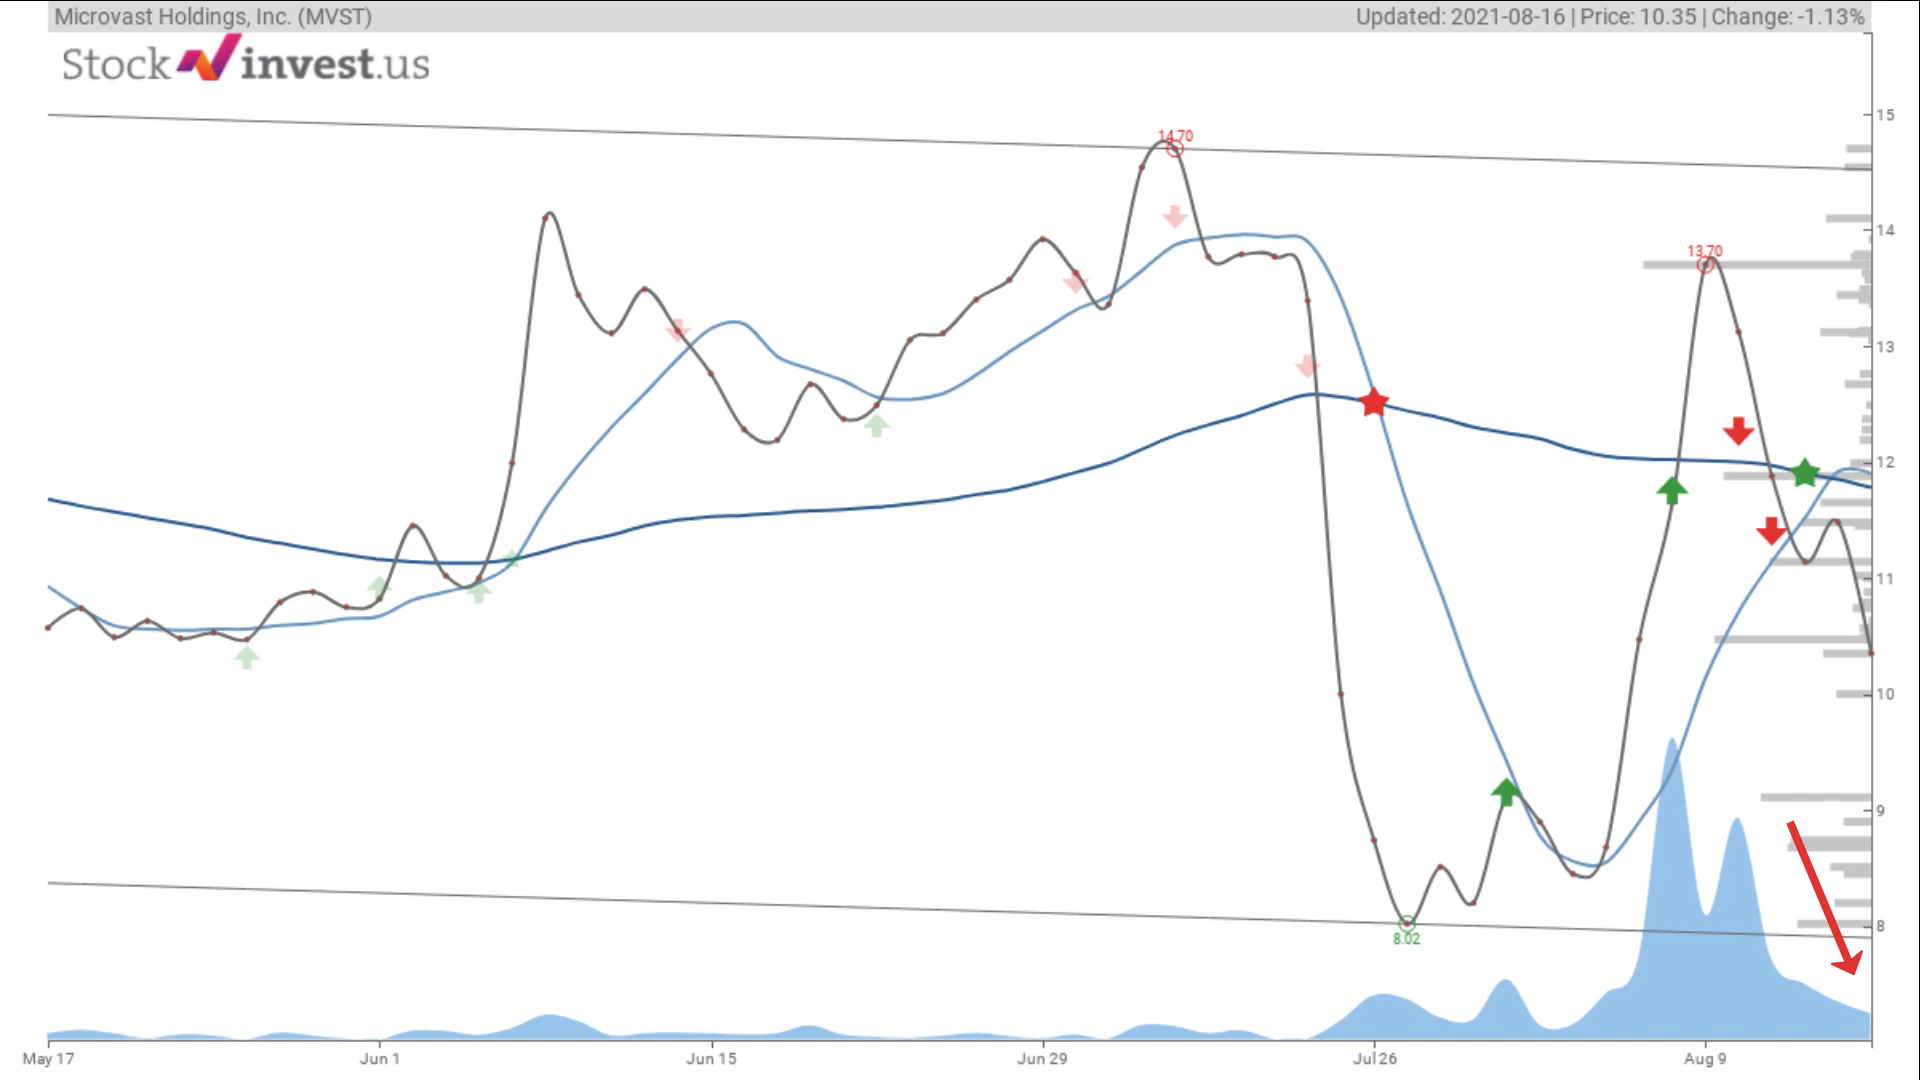 Microvast Holdings, Inc. (MVST)
Updated: 2021-08-16 | Price: 10.35 | Change: -1.13%
Stock invest.us
15
14.70
14
13.70
13
12
11
10
9
8
8.02
May 17
Jun 1
Jun 15
Jun 29
Jul 26
Aug 9